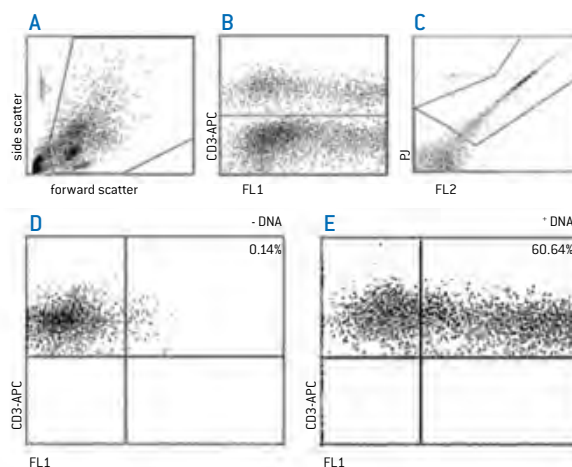 A
B
C
side scatter
forward scatter
CD3-APC
FL1
PJ
FL2
D
- DNA
0.14%
CD3-APC
FL1
E
+ DNA
60.64%
CD3-APC
FL1